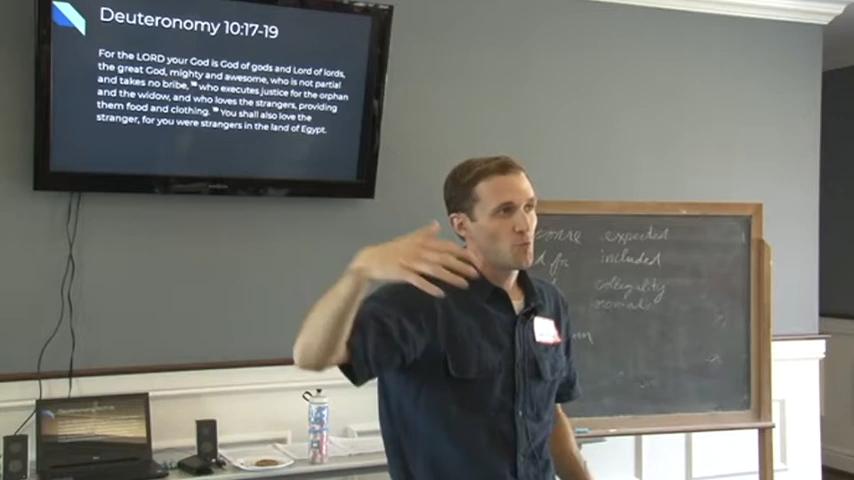 Deuteronomy 10:17-19
For the LORD your God is God of gods and Lord of lords,
the great God, mighty and awesome, who is not partial
and takes no bribe, 18 who executes justice for the orphan
and the widow, and who loves the strangers, providing
them food and clothing. 19 You shall also love the
stranger, for you were strangers in the land of Egypt.
expected
included
collegiality